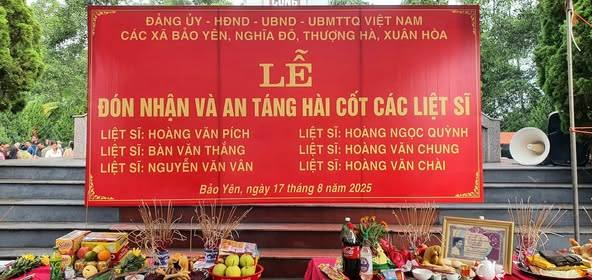 ĐẢNG ỦY - HĐND - UBND - UBMTTQ VIỆT NAM
CÁC XÃ BẢO YÊN, NGHĨA ĐÔ, THƯỢNG HÀ, XUÂN HÒA
LỄ
ĐÓN NHẬN VÀ AN TÁNG HÀI CỐT CÁC LIỆT SĨ
LIỆT SĨ: HOÀNG VĂN PÍCH
LIỆT SĨ: BÀN VĂN THẮNG
LIỆT SĨ: NGUYỄN VĂN VÂN
LIỆT SĨ: HOÀNG NGỌC QUỲNH
LIỆT SĨ: HOÀNG VĂN CHUNG
LIỆT SĨ: HOÀNG VĂN CHÀI
Bảo Yên, ngày 17 tháng 8 năm 2025